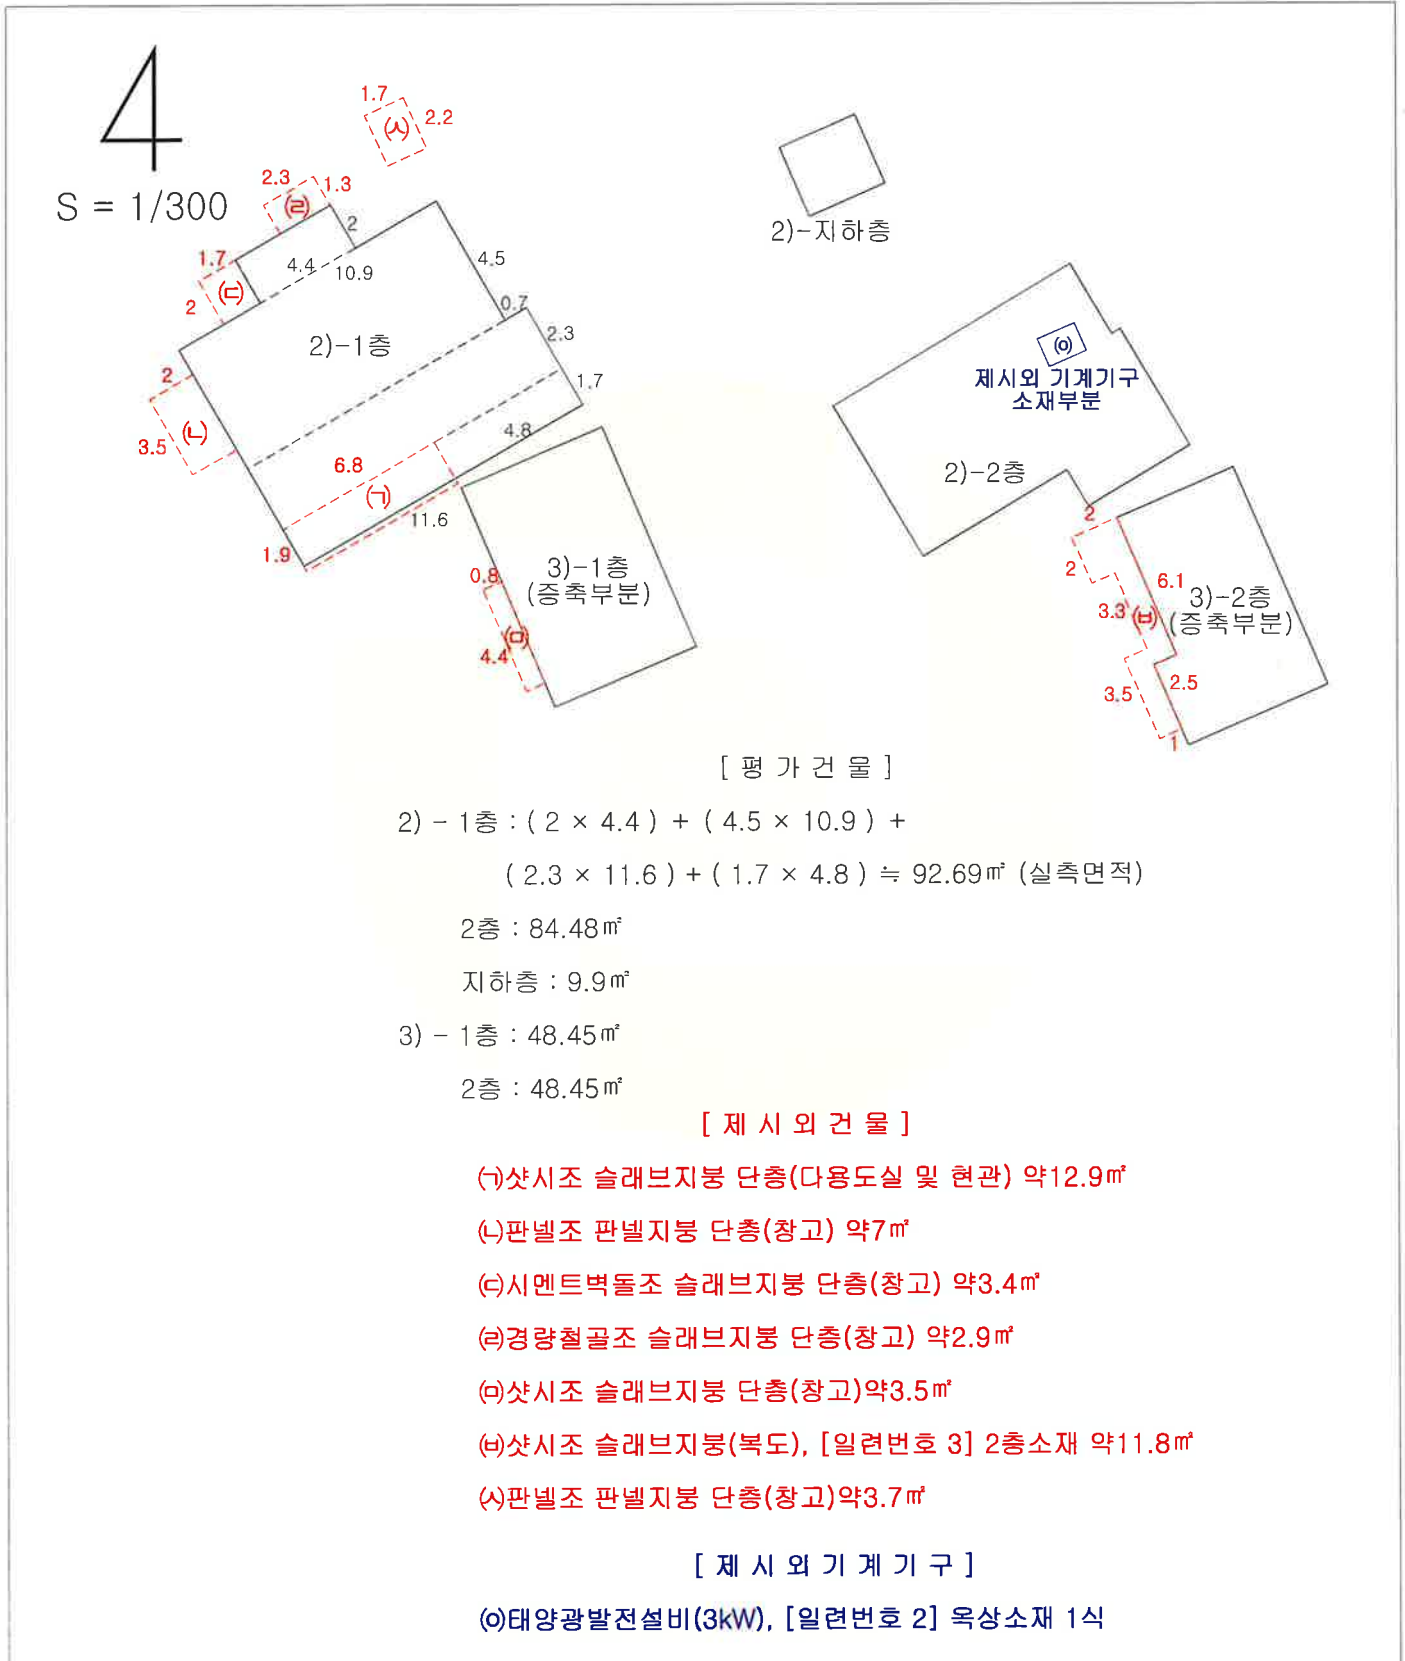 4
S = 1/300
1.7
(ㅅ)
2.2
2.3
1.3
(ㄹ)
2
1.7
4.4
10.9
4.5
2
(ㄷ)
0.7
2)-1층
2.3
2
1.7
3.5
(ㄴ)
4.8
6.8
(ㄱ)
11.6
1.9
0.8
3)-1층
(증축부분)
(ㅁ)
4.4
2)-지하층
(ㅇ)
제시외 기계기구
소재부분
2)-2층
2
2
6.1
3.3
(ㅂ)
3)-2층
(증축부분)
3.5
2.5
1
[ 평 가 건 물 ]
2) - 1층 : ( 2 × 4.4 ) + ( 4.5 × 10.9 ) +
( 2.3 × 11.6 ) + ( 1.7 × 4.8 ) ≒ 92.69㎡ (실측면적)
2층 : 84.48㎡
지하층 : 9.9㎡
3) - 1층 : 48.45㎡
2층 : 48.45㎡
[ 제 시 외 건 물 ]
(ㄱ)샷시조 슬래브지붕 단층(다용도실 및 현관) 약12.9㎡
(ㄴ)판넬조 판넬지붕 단층(창고) 약7㎡
(ㄷ)시멘트벽돌조 슬래브지붕 단층(창고) 약3.4㎡
(ㄹ)경량철골조 슬래브지붕 단층(창고) 약2.9㎡
(ㅁ)샷시조 슬래브지붕 단층(창고)약3.5㎡
(ㅂ)샷시조 슬래브지붕(복도), [일련번호 3] 2층소재 약11.8㎡
(ㅅ)판넬조 판넬지붕 단층(창고)약3.7㎡
[ 제 시 외 기 계 기 구 ]
(ㅇ)태양광발전설비(3kW), [일련번호 2] 옥상소재 1식